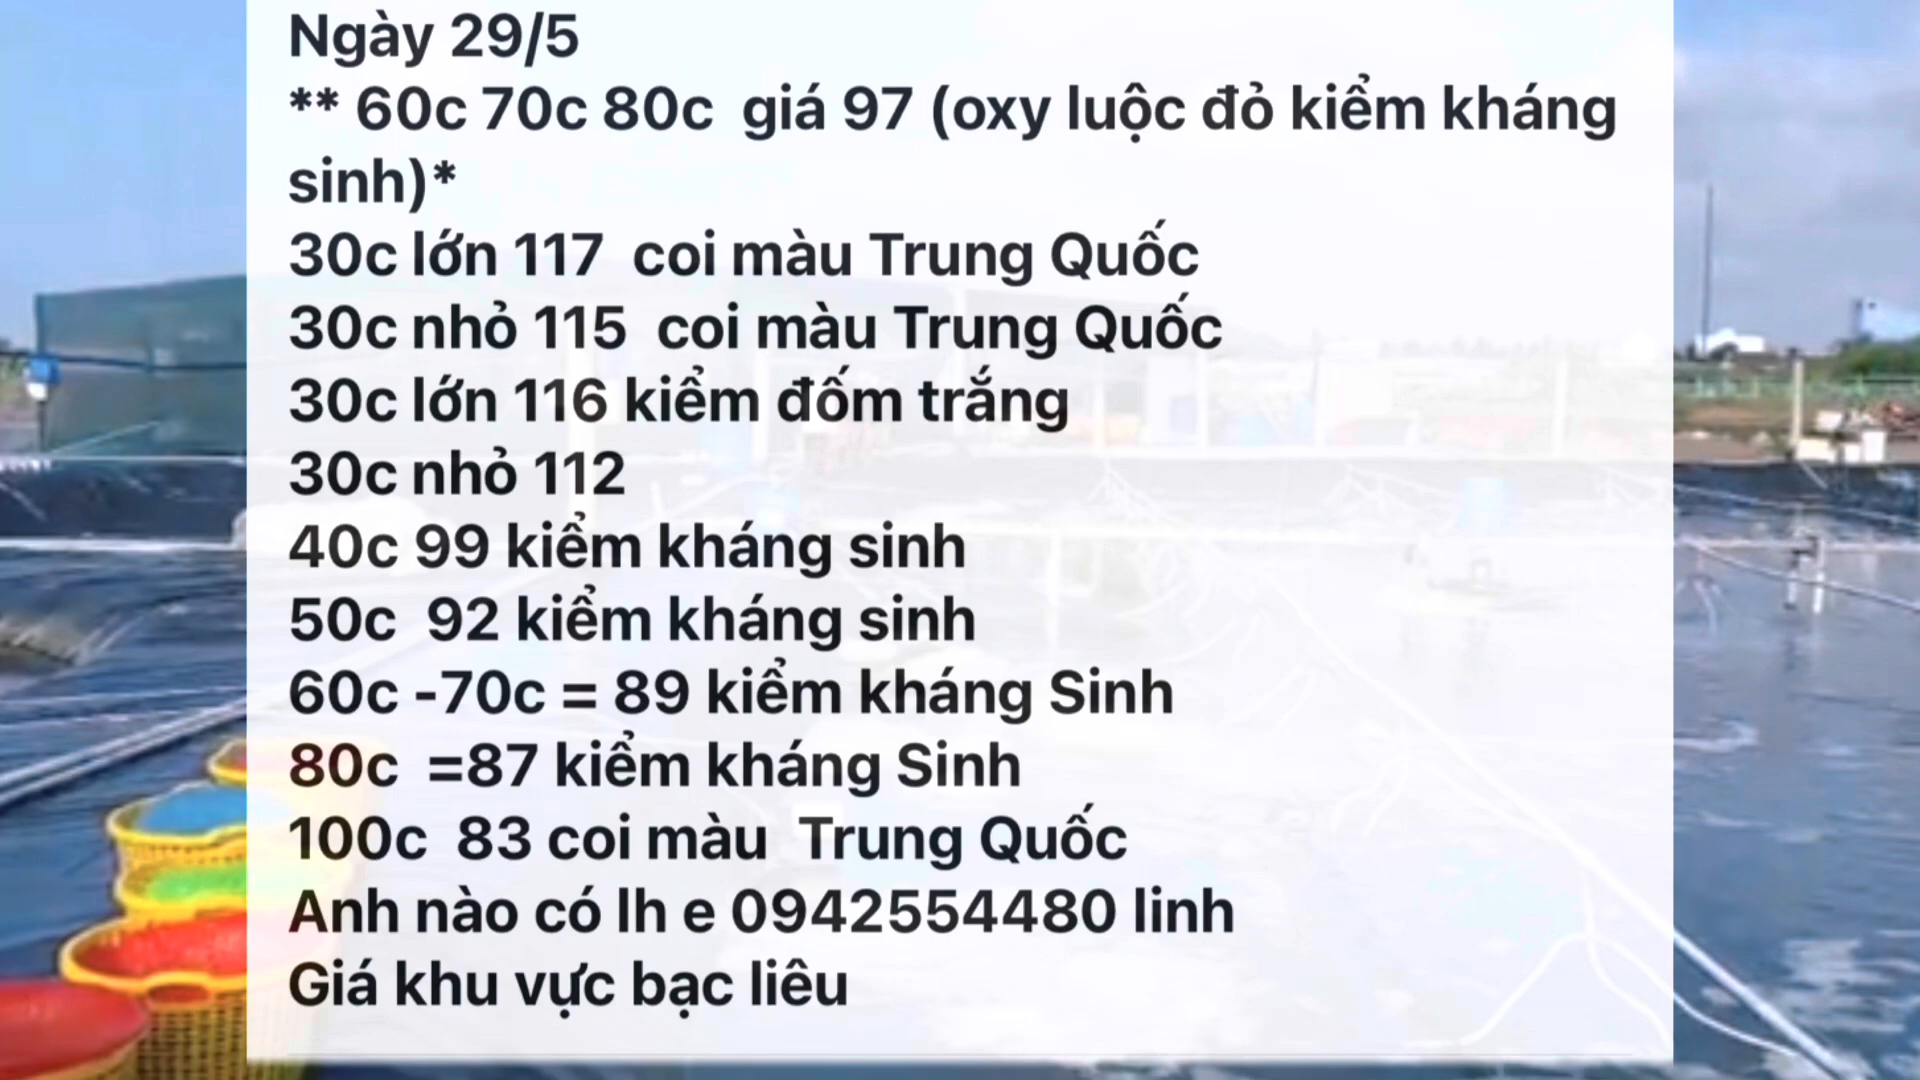 Ngày 29/5
** 60c 70c 80c  giá 97 (oxy luộc đỏ kiểm kháng
sinh)*
30c lớn 117  coi màu Trung Quốc
30c nhỏ 115  coi màu Trung Quốc
30c lớn 116 kiểm đốm trắng
30c nhỏ 112
40c 99 kiểm kháng sinh
50c  92 kiểm kháng sinh
60c -70c = 89 kiểm kháng Sinh
80c  =87 kiểm kháng Sinh
100c  83 coi màu  Trung Quốc
Anh nào có lh e 0942554480 linh
Giá khu vực bạc liêu